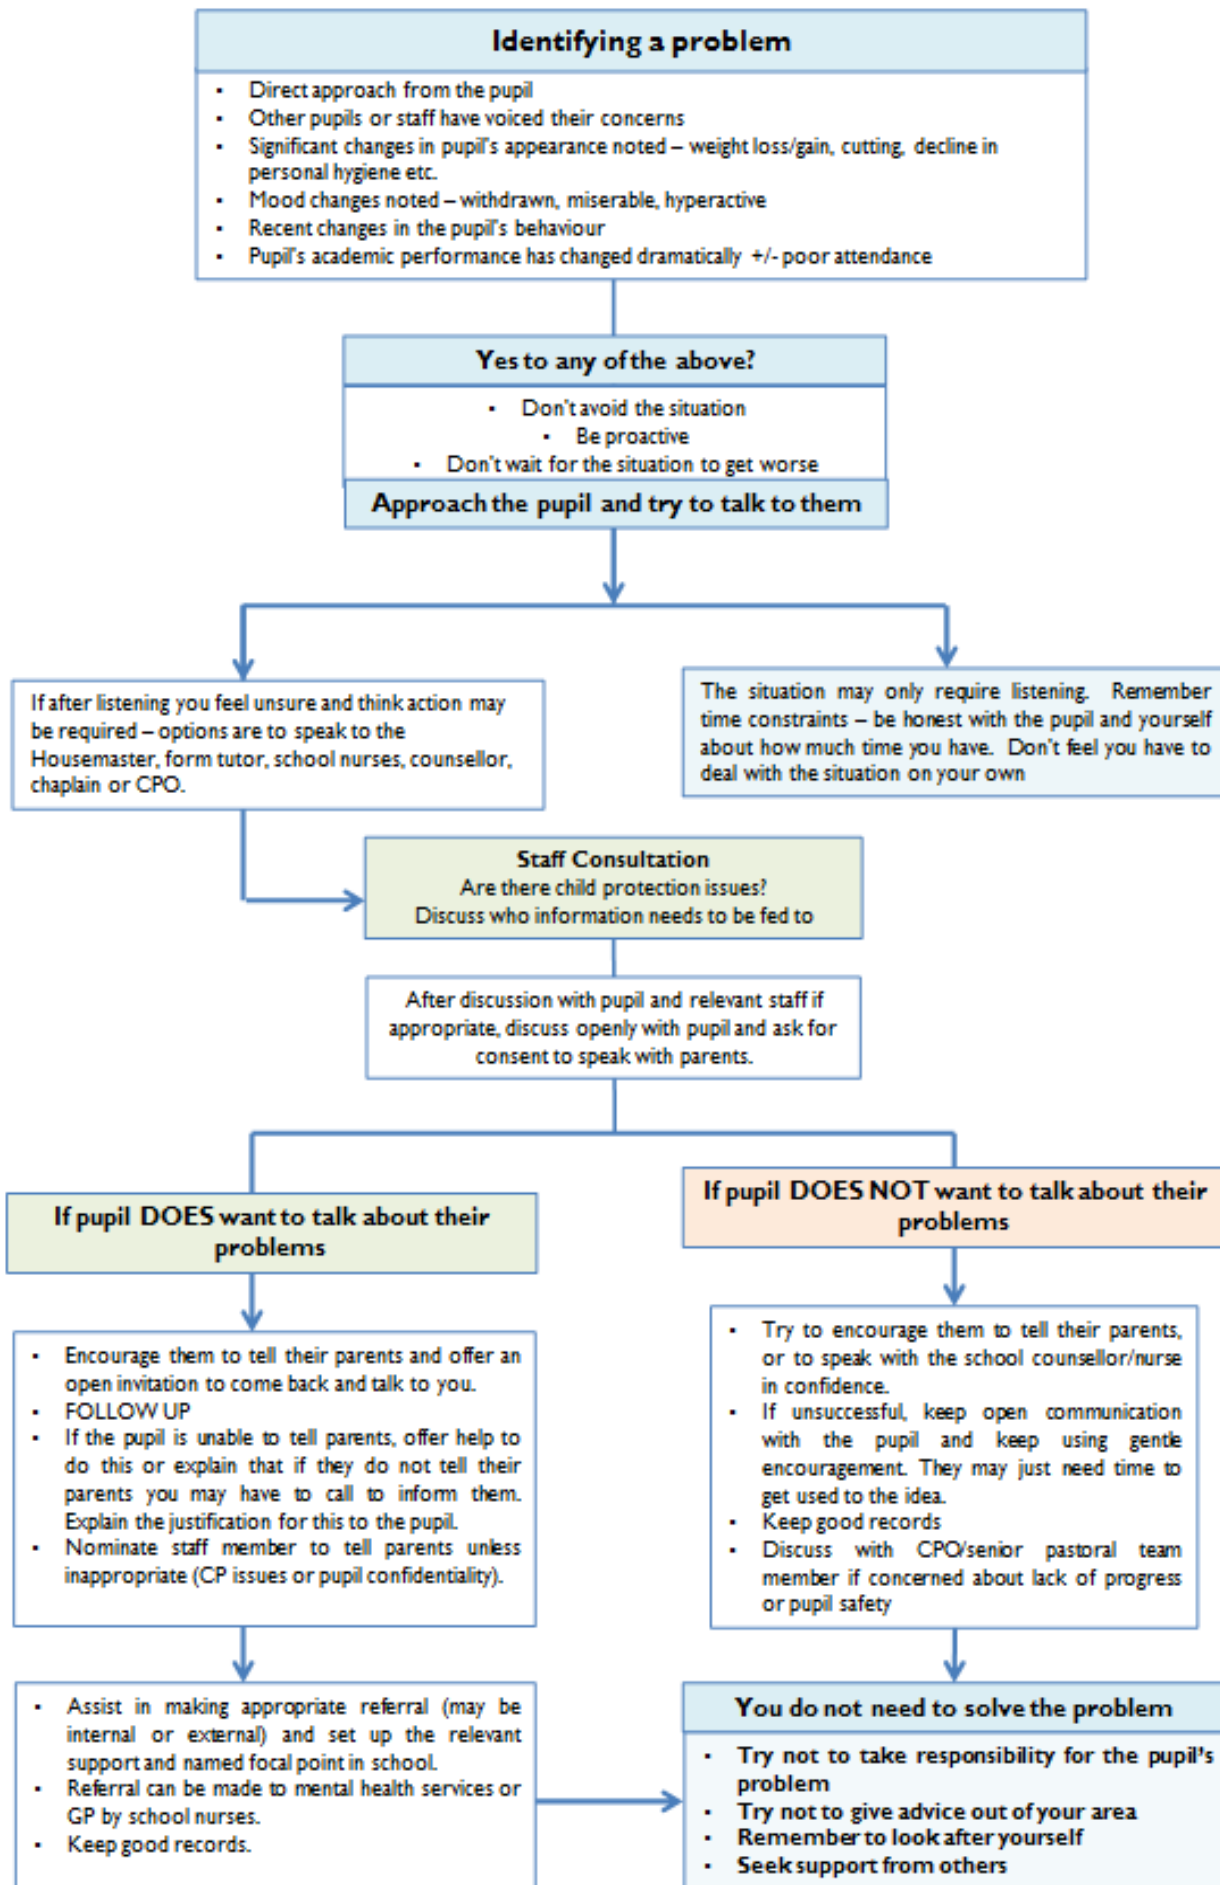 Identifying a problem
▪ Direct approach from the pupil
▪ Other pupils or staff have voiced their concerns
▪ Significant changes in pupil's appearance noted – weight loss/gain, cutting, decline in
personal hygiene etc.
▪ Mood changes noted – withdrawn, miserable, hyperactive
▪ Recent changes in the pupil's behaviour
▪ Pupil's academic performance has changed dramatically +/- poor attendance
Yes to any of the above?
▪ Don't avoid the situation
▪ Be proactive
▪ Don't wait for the situation to get worse
Approach the pupil and try to talk to them
If after listening you feel unsure and think action may
be required – options are to speak to the
Housemaster, form tutor, school nurses, counsellor,
chaplain or CPO.
The situation may only require listening. Remember
time constraints – be honest with the pupil and yourself
about how much time you have. Don't feel you have to
deal with the situation on your own
Staff Consultation
Are there child protection issues?
Discuss who information needs to be fed to
After discussion with pupil and relevant staff if
appropriate, discuss openly with pupil and ask for
consent to speak with parents.
If pupil DOES want to talk about their
problems
▪ Encourage them to tell their parents and offer an
open invitation to come back and talk to you.
▪ FOLLOW UP
▪ If the pupil is unable to tell parents, offer help to
do this or explain that if they do not tell their
parents you may have to call to inform them.
Explain the justification for this to the pupil.
▪ Nominate staff member to tell parents unless
inappropriate (CP issues or pupil confidentiality).
▪ Assist in making appropriate referral (may be
internal or external) and set up the relevant
support and named focal point in school.
▪ Referral can be made to mental health services or
GP by school nurses.
▪ Keep good records.
If pupil DOES NOT want to talk about their
problems
▪ Try to encourage them to tell their parents,
or to speak with the school counsellor/nurse
in confidence.
▪ If unsuccessful, keep open communication
with the pupil and keep using gentle
encouragement. They may just need time to
get used to the idea.
▪ Keep good records
▪ Discuss with CPO/senior pastoral team
member if concerned about lack of progress
or pupil safety
You do not need to solve the problem
▪ Try not to take responsibility for the pupil's
problem
▪ Try not to give advice out of your area
▪ Remember to look after yourself
▪ Seek support from others